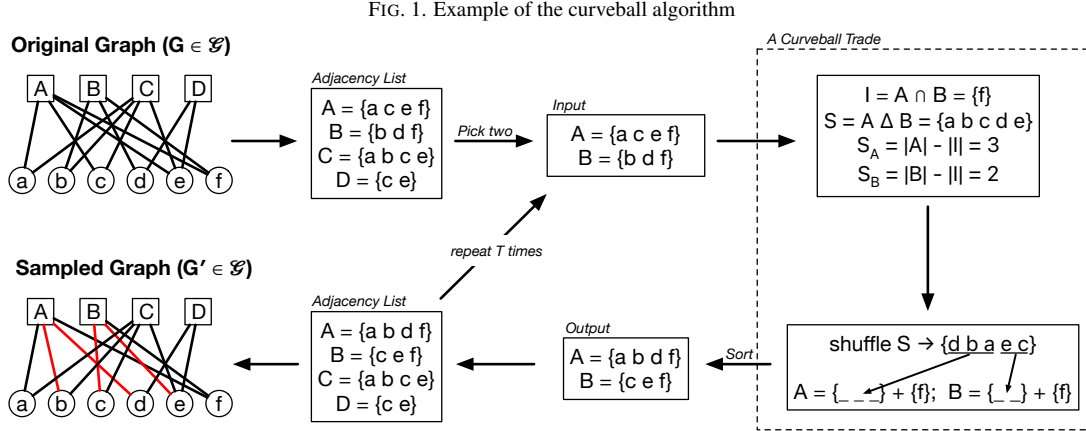 FIG. 1. Example of the curveball algorithm
Original Graph (G ∈ 𝒢)
A B C D
a b c d e f
Adjacency List
A = {a c e f}
B = {b d f}
C = {a b c e}
D = {c e}
Pick two
Input
A = {a c e f}
B = {b d f}
A Curveball Trade
I = A ∩ B = {f}
S = A Δ B = {a b c d e}
S_A = |A| - |I| = 3
S_B = |B| - |I| = 2
repeat T times
Sampled Graph (G′ ∈ 𝒢)
A B C D
a b c d e f
Adjacency List
A = {a b d f}
B = {c e f}
C = {a b c e}
D = {c e}
Output
A = {a b d f}
B = {c e f}
Sort
shuffle S → {d b a e c}
A = {_ _ _} + {f}; B = {_ _} + {f}